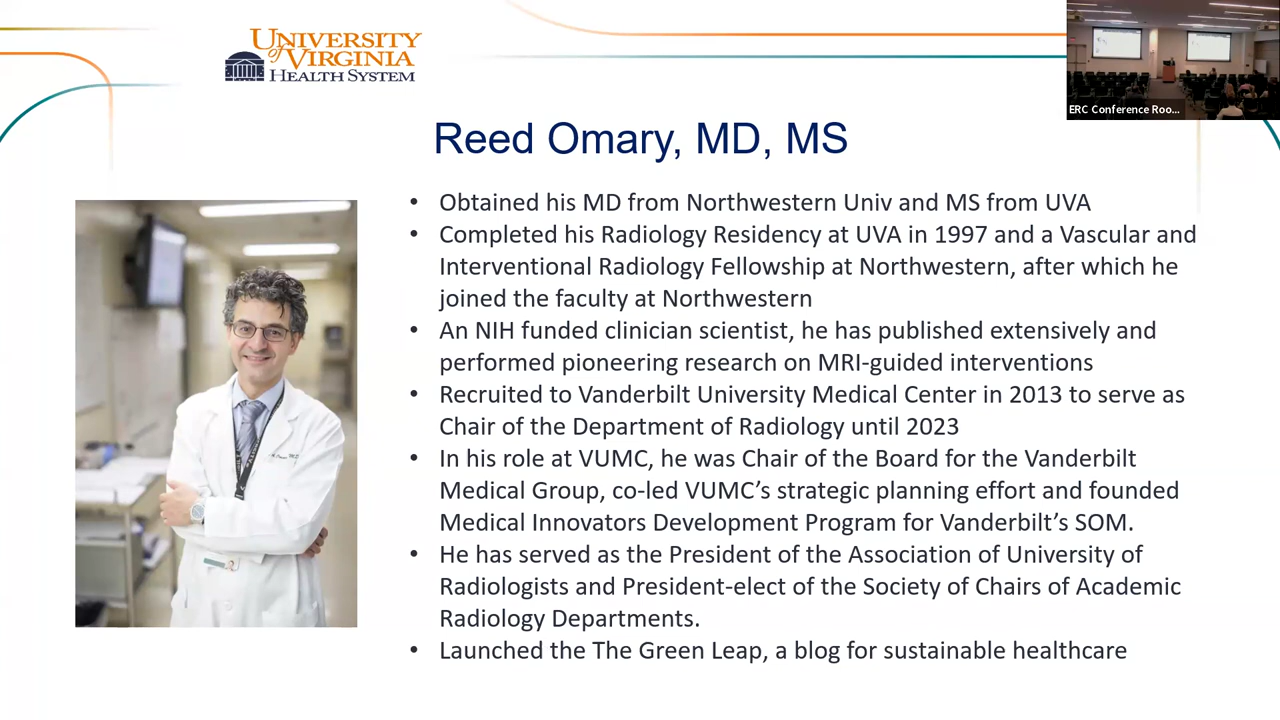 UNIVERSITY
of VIRGINIA
HEALTH SYSTEM
ERC Conference Roo...
Reed Omary, MD, MS
• Obtained his MD from Northwestern Univ and MS from UVA
• Completed his Radiology Residency at UVA in 1997 and a Vascular and
Interventional Radiology Fellowship at Northwestern, after which he
joined the faculty at Northwestern
• An NIH funded clinician scientist, he has published extensively and
performed pioneering research on MRI-guided interventions
• Recruited to Vanderbilt University Medical Center in 2013 to serve as
Chair of the Department of Radiology until 2023
• In his role at VUMC, he was Chair of the Board for the Vanderbilt
Medical Group, co-led VUMC’s strategic planning effort and founded
Medical Innovators Development Program for Vanderbilt’s SOM.
• He has served as the President of the Association of University of
Radiologists and President-elect of the Society of Chairs of Academic
Radiology Departments.
• Launched the The Green Leap, a blog for sustainable healthcare